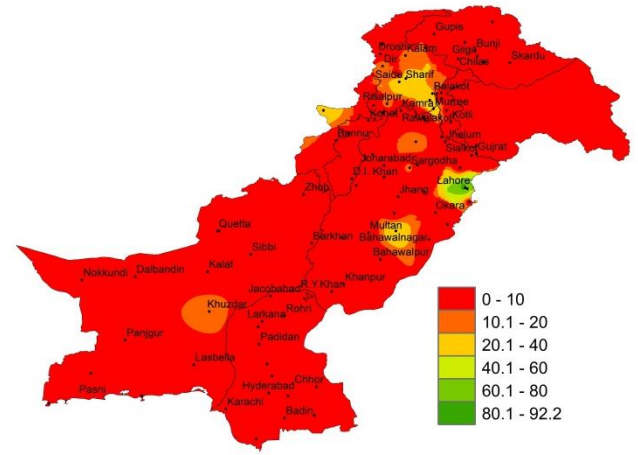 Gupis
Drosh Kalam
Gilgit Bunji
Dir
Chilas
Skardu
Saidu Sharif
Balakot
Risalpur
Kamra Murree
Kohat
Rawalakot
Kotli
Bannu
Jhelum
Sialkot
Gujrat
Joharabad
Sargodha
D.I. Khan
Lahore
Zhob
Jhang
Okara
Quetta
Multan
Barkhan
Bahawalnagar
Sibbi
Bahawalpur
Kalat
Nokkundi
Dalbandin
Khanpur
Jacobabad
R Y Khan
0 - 10
Khuzdar
Rohri
Larkana
10.1 - 20
Padidan
Panjgur
20.1 - 40
Lasbella
40.1 - 60
Chhor
Pasni
Hyderabad
60.1 - 80
Karachi
Badin
80.1 - 92.2